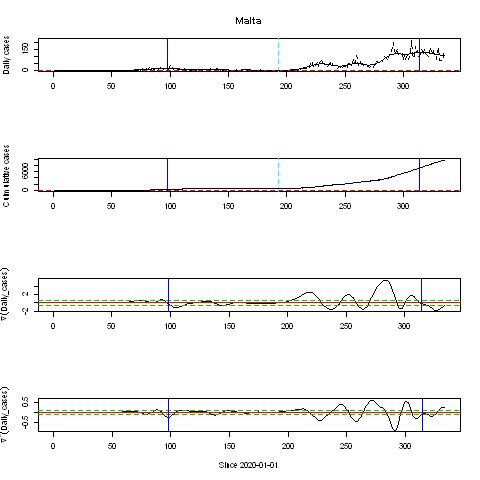 Malta
Daily cases
0 150
0 50 100 150 200 250 300
Culmulative cases
0 6000
0 50 100 150 200 250 300
∇(Daily_cases)
-2 2
0 50 100 150 200 250 300
∇²(Daily_cases)
-0.5 0.5
0 50 100 150 200 250 300
Since 2020-01-01